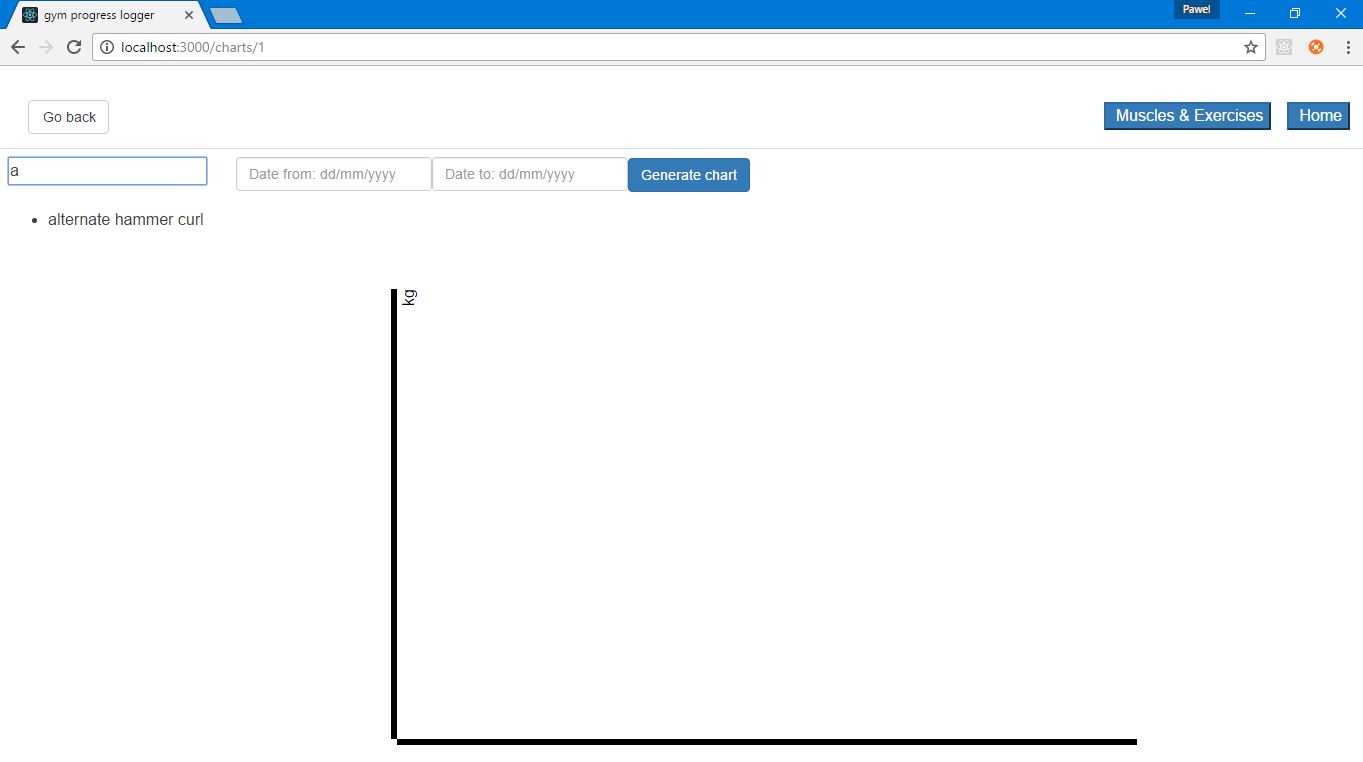 gym progress logger
Pawel
localhost:3000/charts/1
Go back
Muscles & Exercises
Home
a
Date from: dd/mm/yyyy
Date to: dd/mm/yyyy
Generate chart
alternate hammer curl
kg